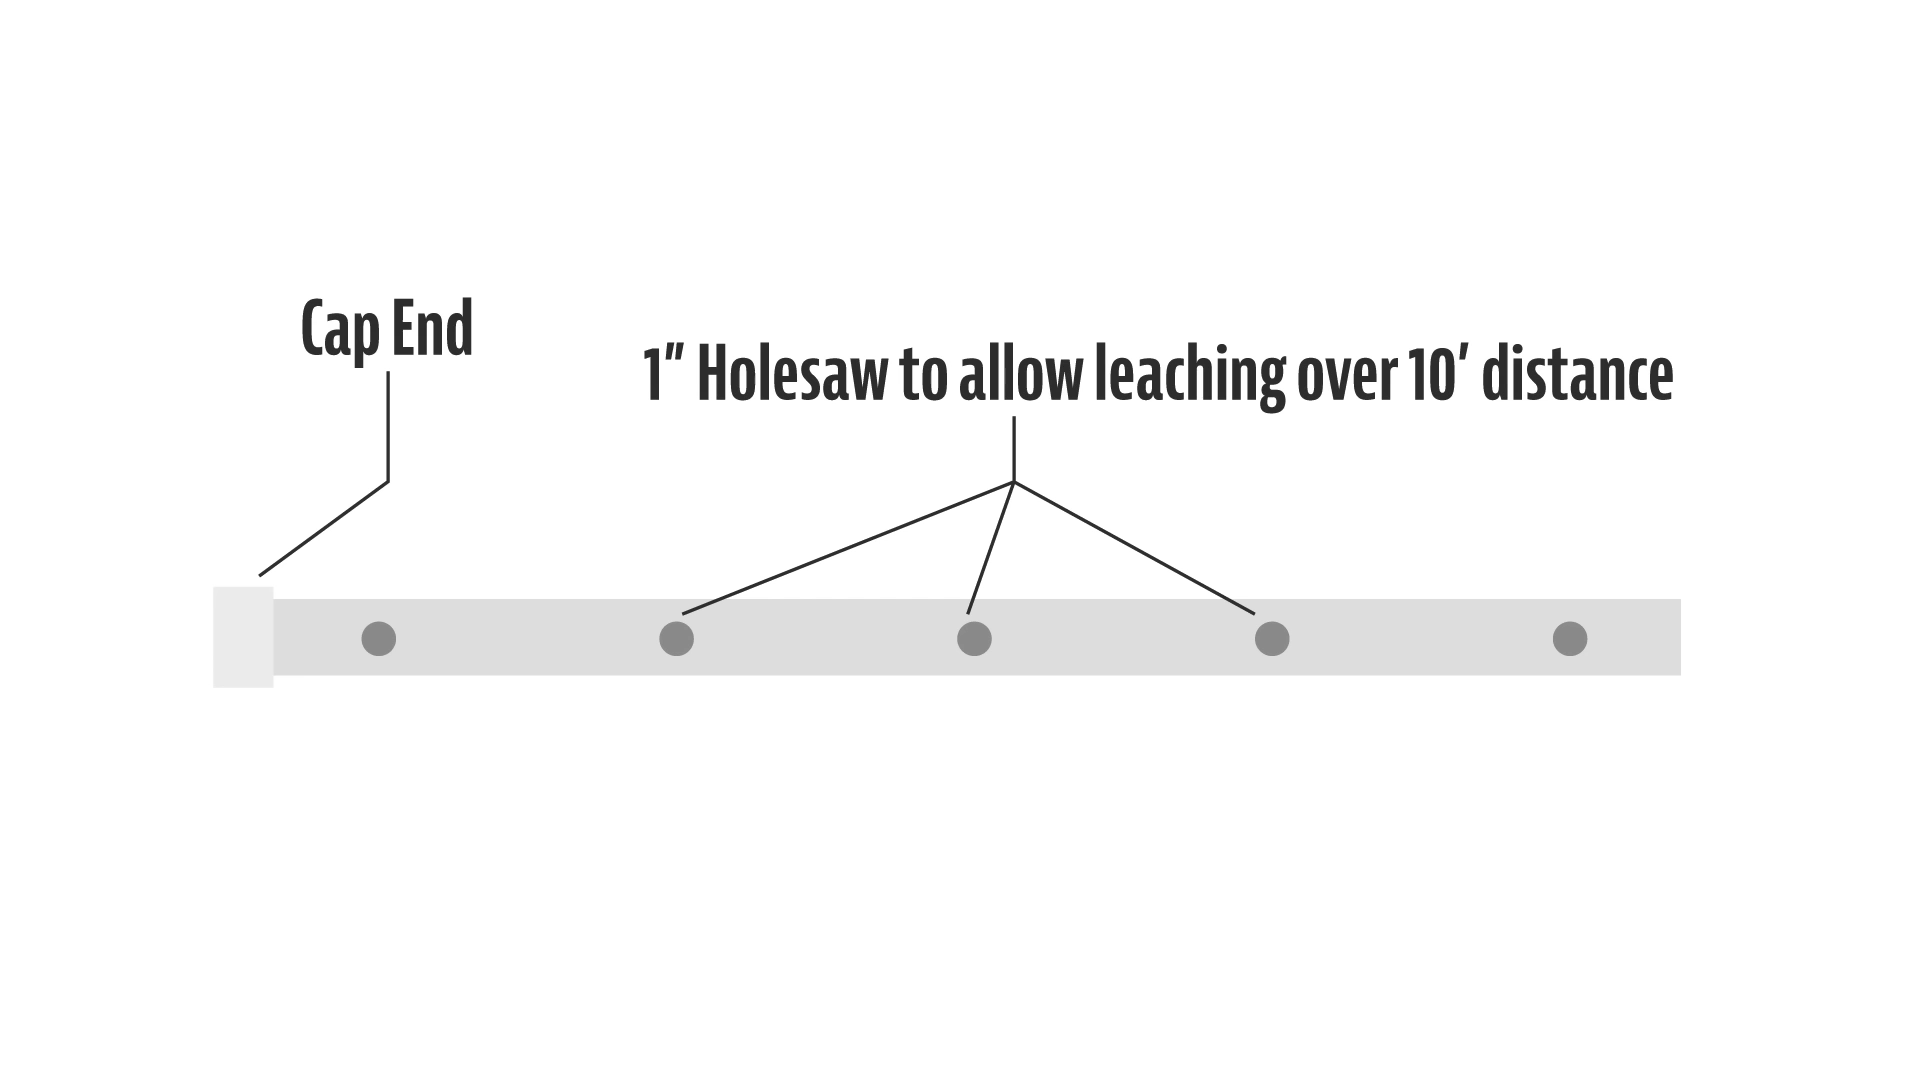 Cap End
1″ Holesaw to allow leaching over 10′ distance